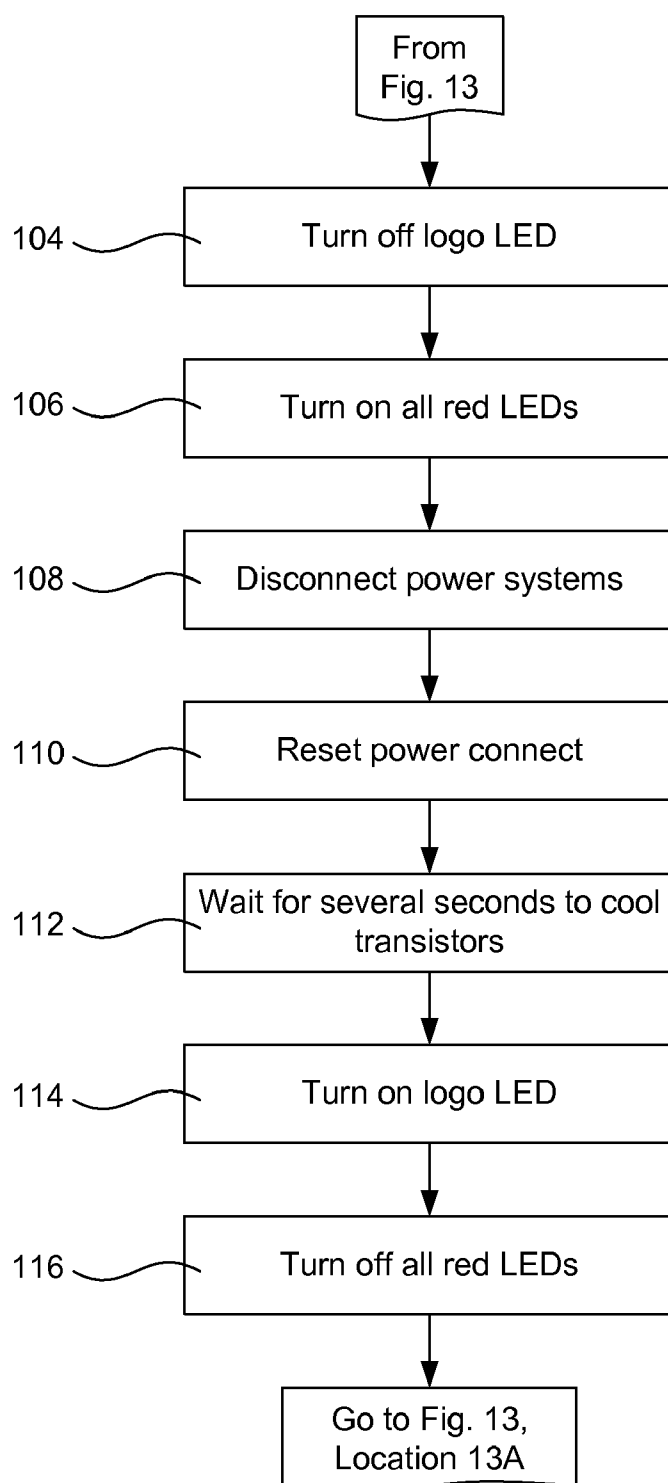 From
Fig. 13
104
Turn off logo LED
106
Turn on all red LEDs
108
Disconnect power systems
110
Reset power connect
112
Wait for several seconds to cool
transistors
114
Turn on logo LED
116
Turn off all red LEDs
Go to Fig. 13,
Location 13A